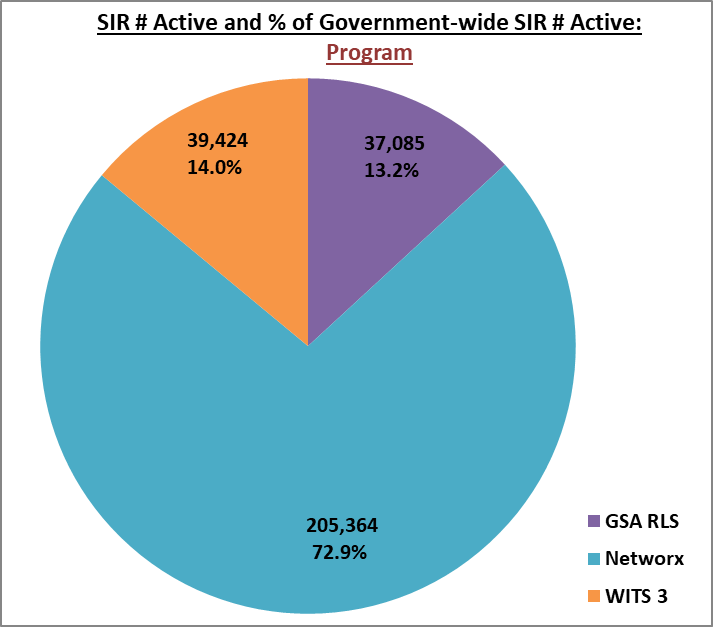 SIR # Active and % of Government-wide SIR # Active:
Program
39,424
14.0%
37,085
13.2%
205,364
72.9%
GSA RLS
Networx
WITS 3